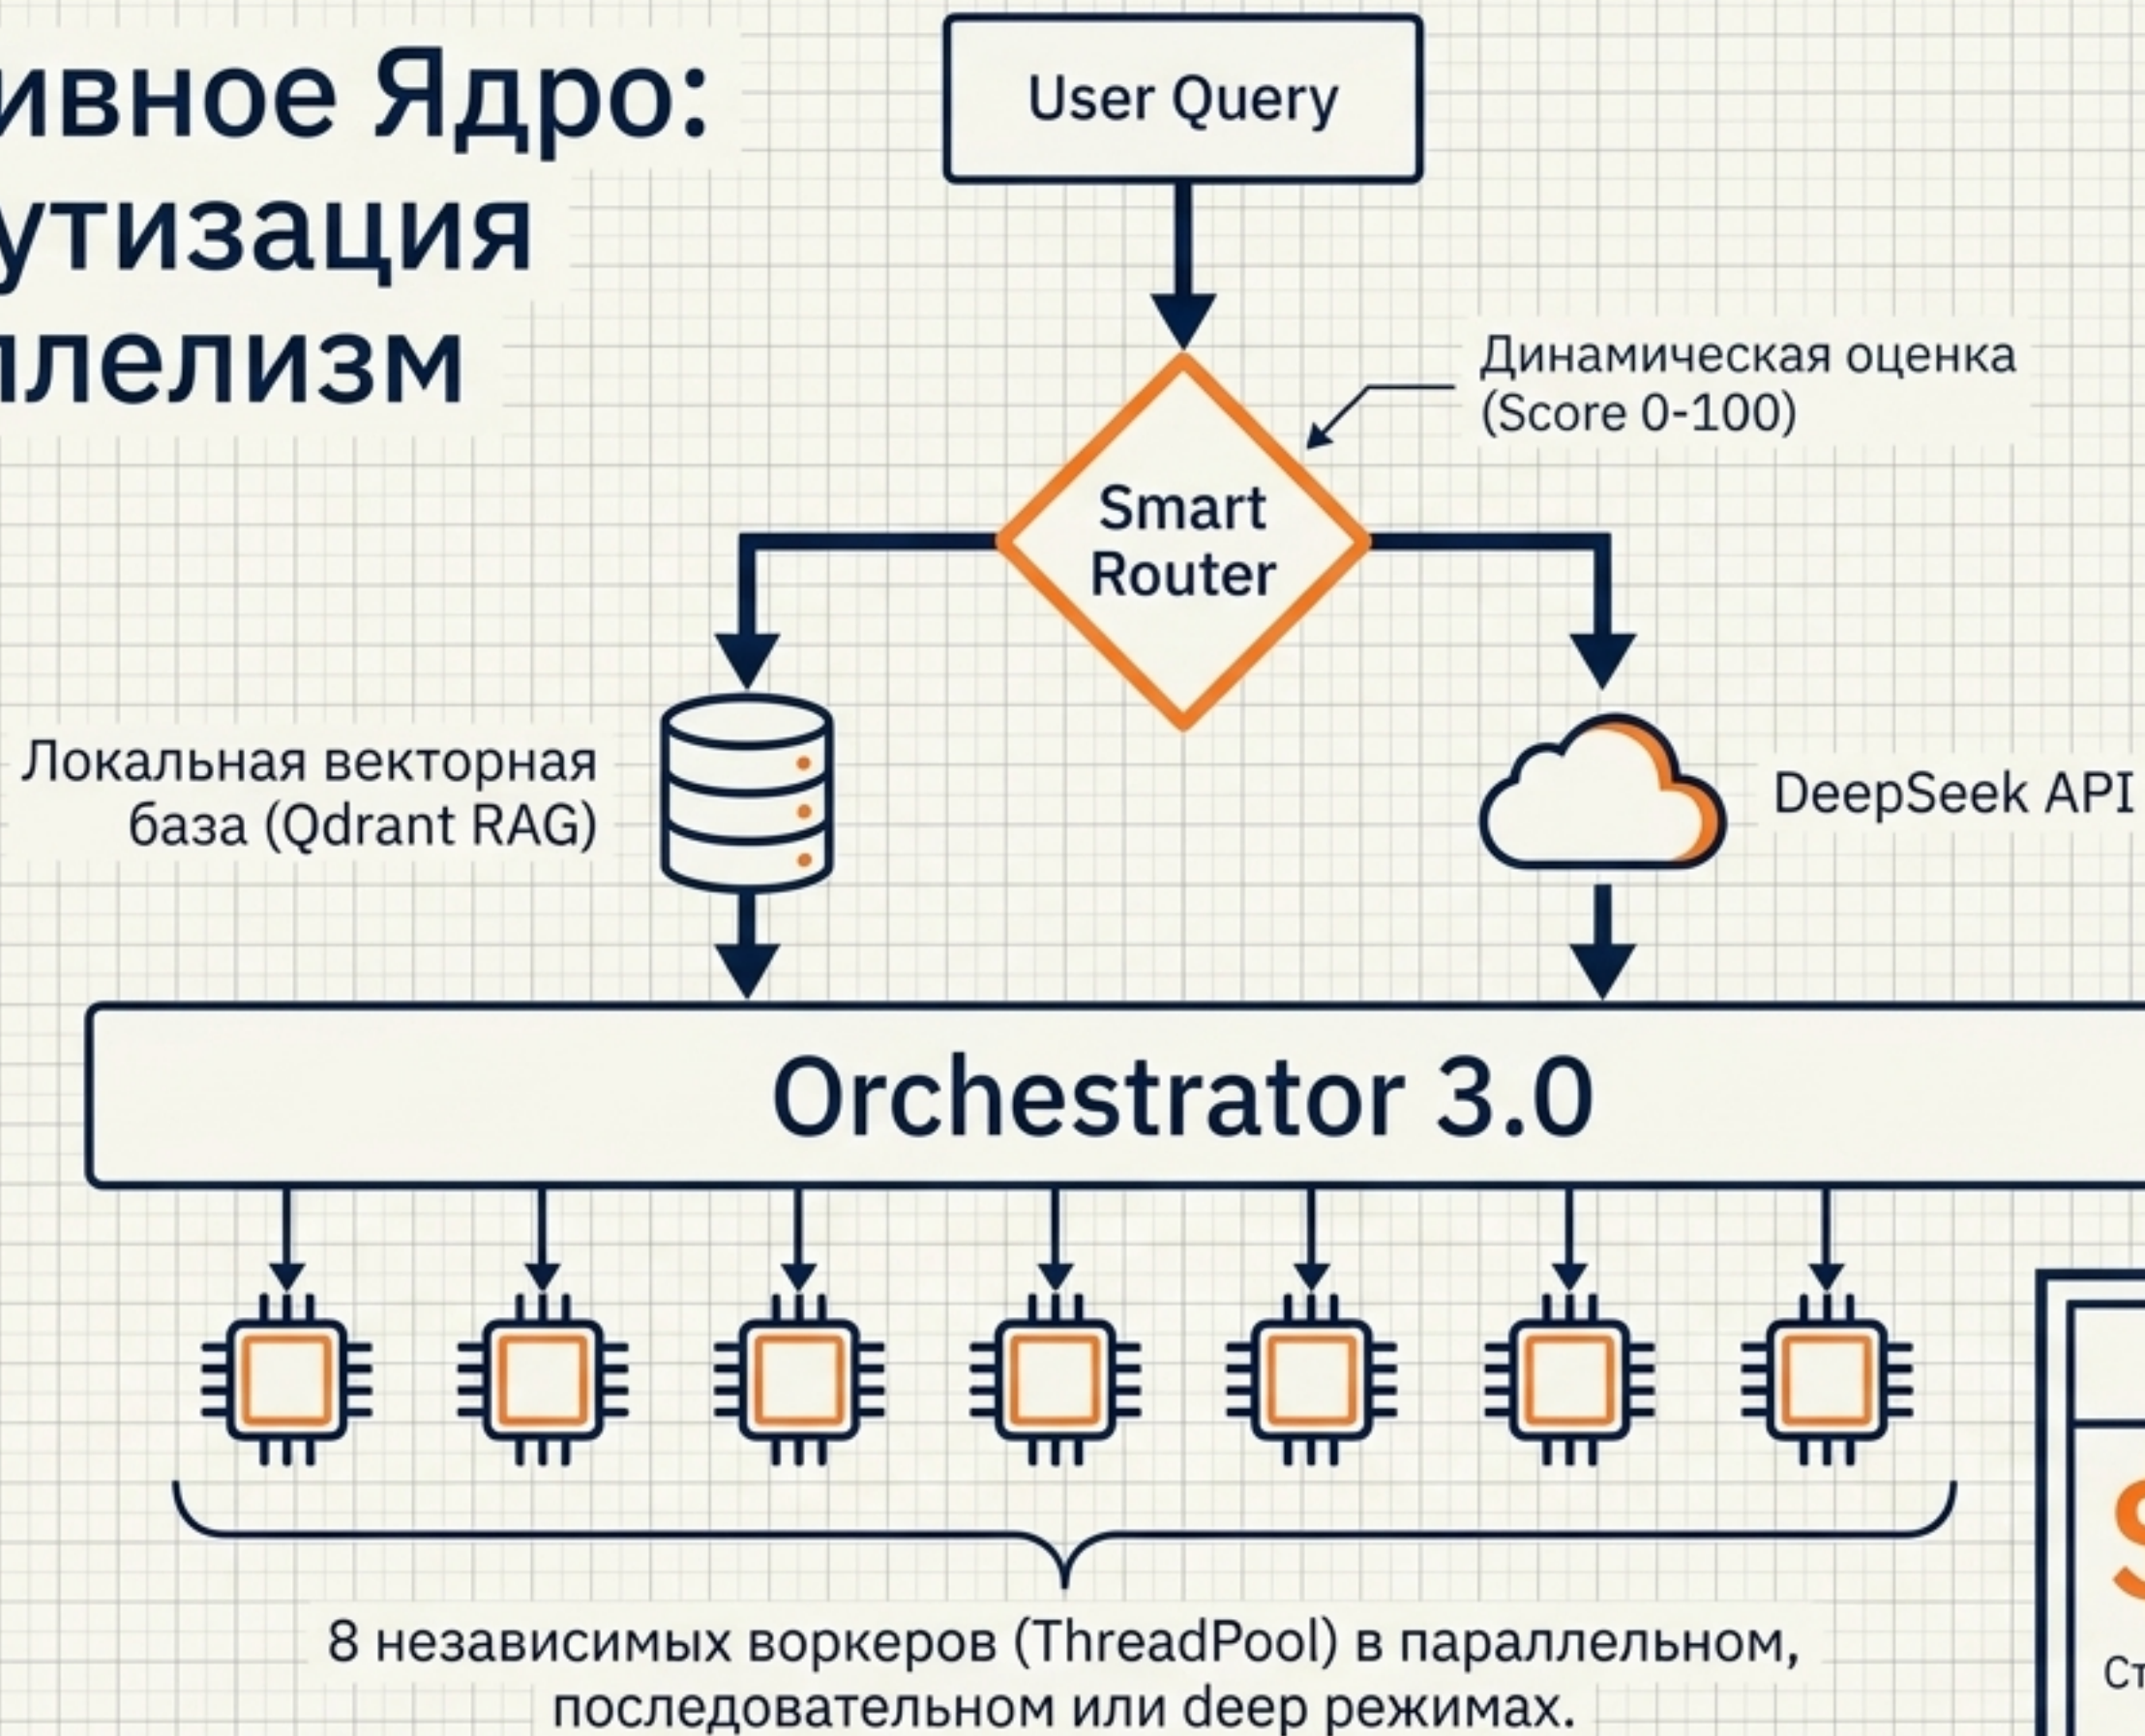 ивное Ядро:
утизация
ллелизм
User Query
Динамическая оценка
(Score 0-100)
Smart
Router
Локальная векторная
база (Qdrant RAG)
DeepSeek API
Orchestrator 3.0
8 независимых воркеров (ThreadPool) в параллельном,
последовательном или deep режимах.
S
Ст